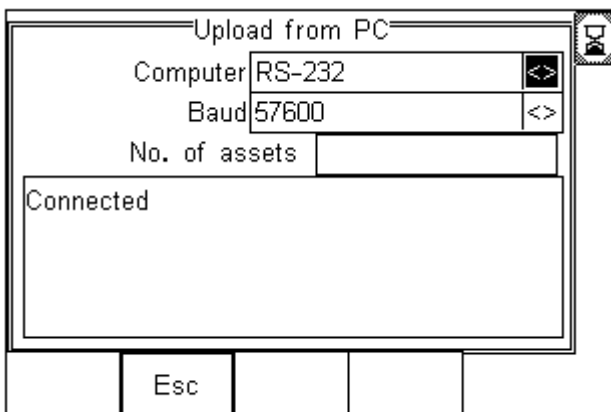 Upload from PC
Computer RS-232 <>
Baud 57600 <>
No. of assets
Connected
Esc